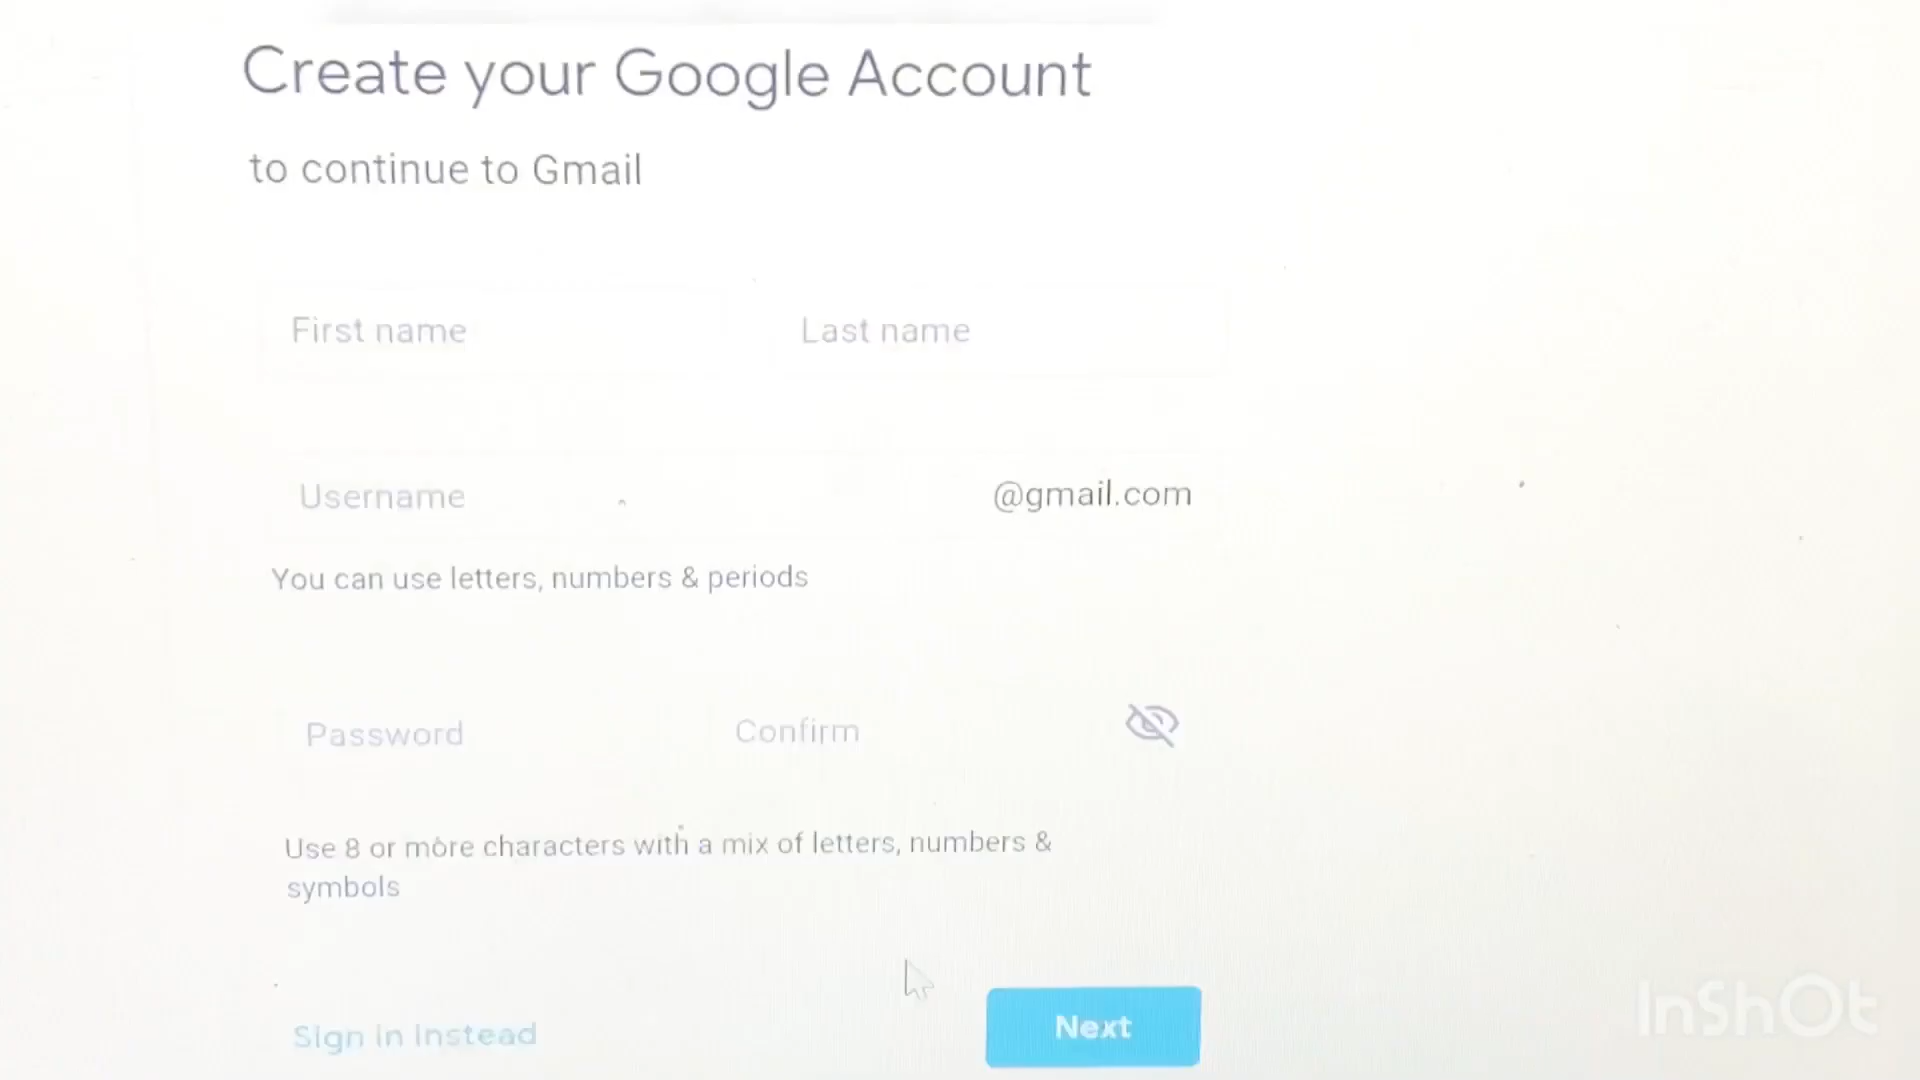 Create your Google Account
to continue to Gmail
First name Last name
Username @gmail.com
You can use letters, numbers & periods
Password Confirm
Use 8 or more characters with a mix of letters, numbers &
symbols
Sign in instead Next
InShOt